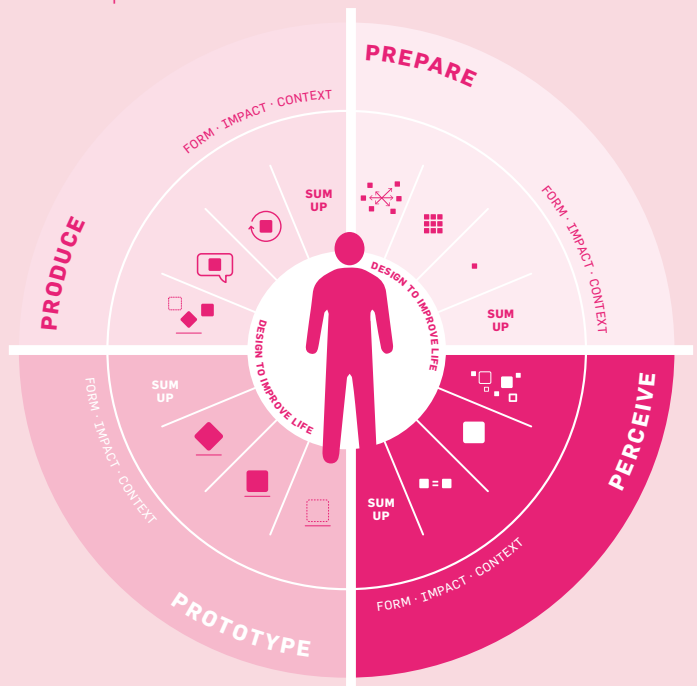 PREPARE
FORM · IMPACT · CONTEXT
SUM
UP
PERCEIVE
FORM · IMPACT · CONTEXT
SUM
UP
PROTOTYPE
FORM · IMPACT · CONTEXT
SUM
UP
PRODUCE
FORM · IMPACT · CONTEXT
SUM
UP
DESIGN TO IMPROVE LIFE
DESIGN TO IMPROVE LIFE